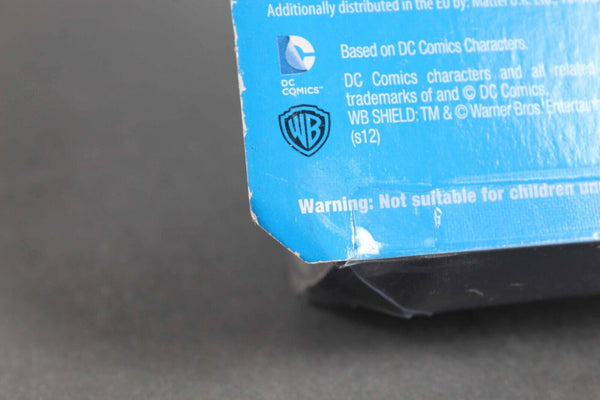 Additionally distributed in the EU by: Mattel U.K. Ltd.,
DC
COMICS™
Based on DC Comics Characters.
DC Comics characters and all related
trademarks of and © DC Comics.
WB
WB SHIELD: TM & © Warner Bros. Entertain
(s12)
Warning: Not suitable for children un